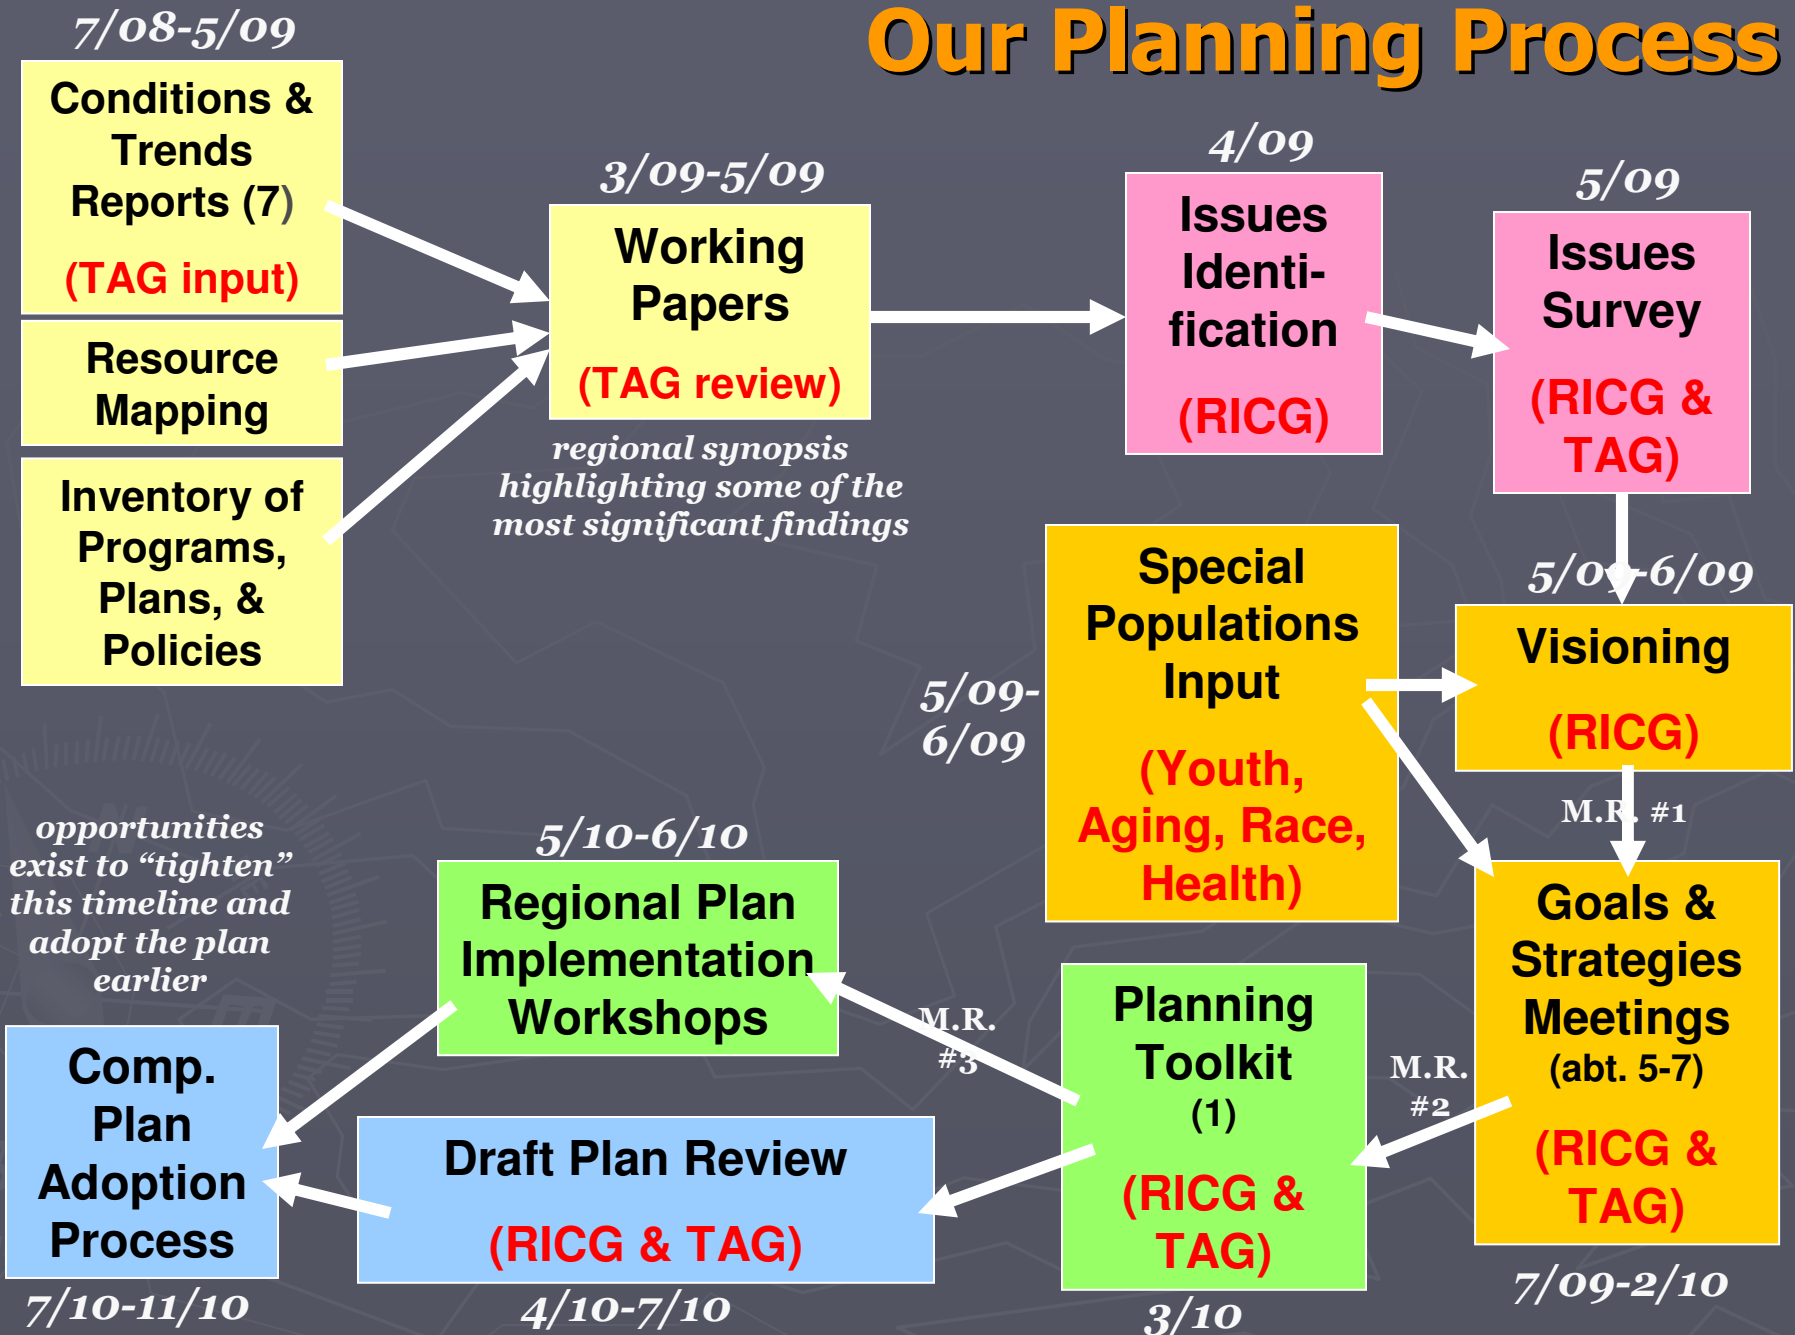 Our Planning Process
7/08-5/09
Conditions &
Trends
Reports (7)
(TAG input)
Resource
Mapping
Inventory of
Programs,
Plans, &
Policies
3/09-5/09
Working
Papers
(TAG review)
regional synopsis
highlighting some of the
most significant findings
4/09
Issues
Identi-
fication
(RICG)
5/09
Issues
Survey
(RICG &
TAG)
5/09-6/09
Visioning
(RICG)
5/09-
6/09
Special
Populations
Input
(Youth,
Aging, Race,
Health)
M.R. #1
Goals &
Strategies
Meetings
(abt. 5-7)
(RICG &
TAG)
7/09-2/10
M.R.
#2
Planning
Toolkit
(1)
(RICG &
TAG)
3/10
M.R.
#3
5/10-6/10
Regional Plan
Implementation
Workshops
Draft Plan Review
(RICG & TAG)
4/10-7/10
opportunities
exist to “tighten”
this timeline and
adopt the plan
earlier
Comp.
Plan
Adoption
Process
7/10-11/10